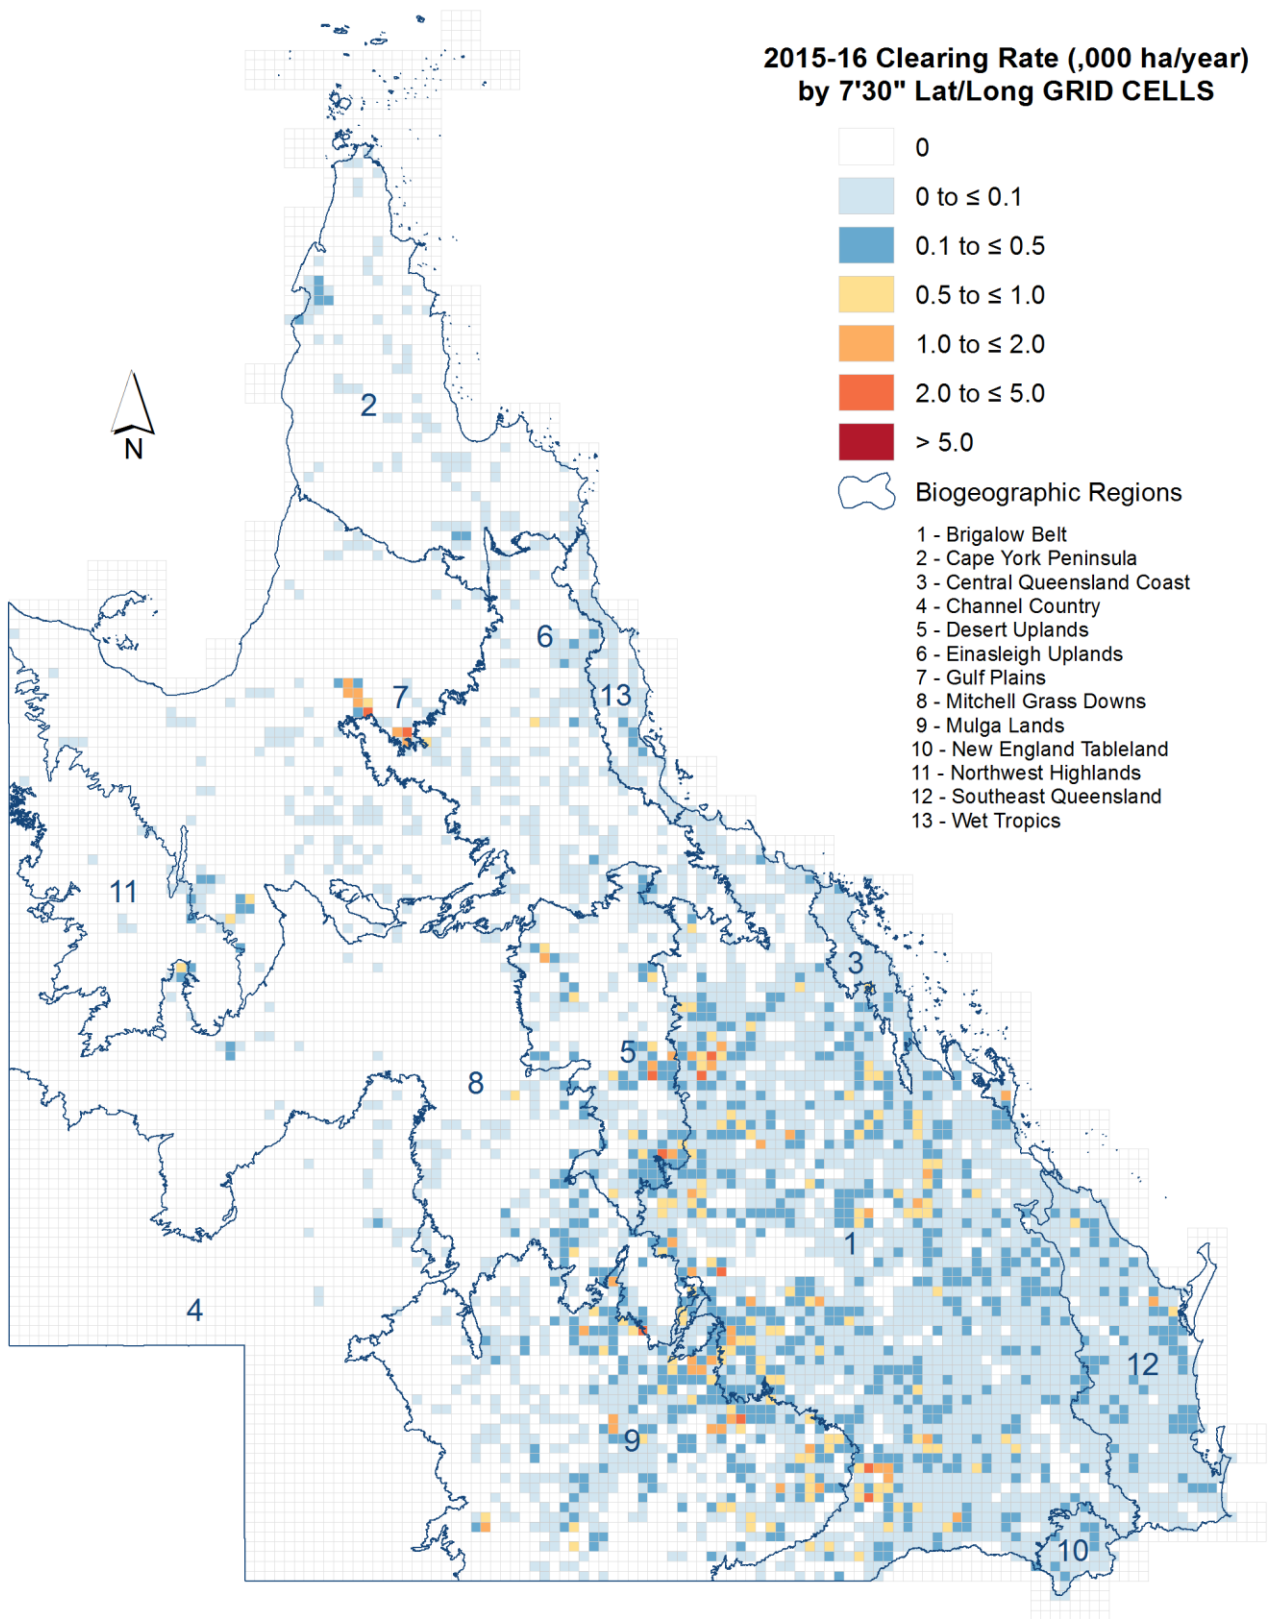 2015-16 Clearing Rate (,000 ha/year)
by 7'30" Lat/Long GRID CELLS
0
0 to ≤ 0.1
0.1 to ≤ 0.5
0.5 to ≤ 1.0
1.0 to ≤ 2.0
2.0 to ≤ 5.0
> 5.0
Biogeographic Regions
1 - Brigalow Belt
2 - Cape York Peninsula
3 - Central Queensland Coast
4 - Channel Country
5 - Desert Uplands
6 - Einasleigh Uplands
7 - Gulf Plains
8 - Mitchell Grass Downs
9 - Mulga Lands
10 - New England Tableland
11 - Northwest Highlands
12 - Southeast Queensland
13 - Wet Tropics
N
2
6
7
13
11
3
5
8
1
4
12
9
10